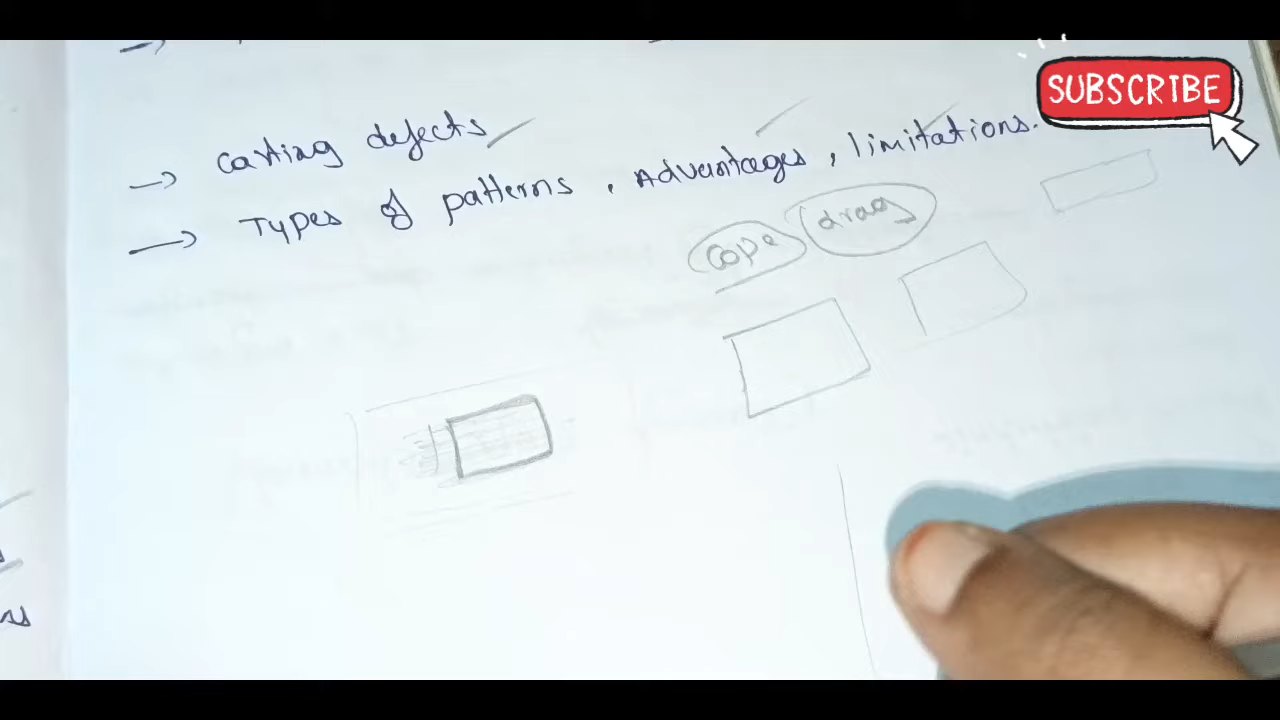 SUBSCRIBE
→ Casting defects
→ Types of patterns, Advantages, limitations.
cope drag